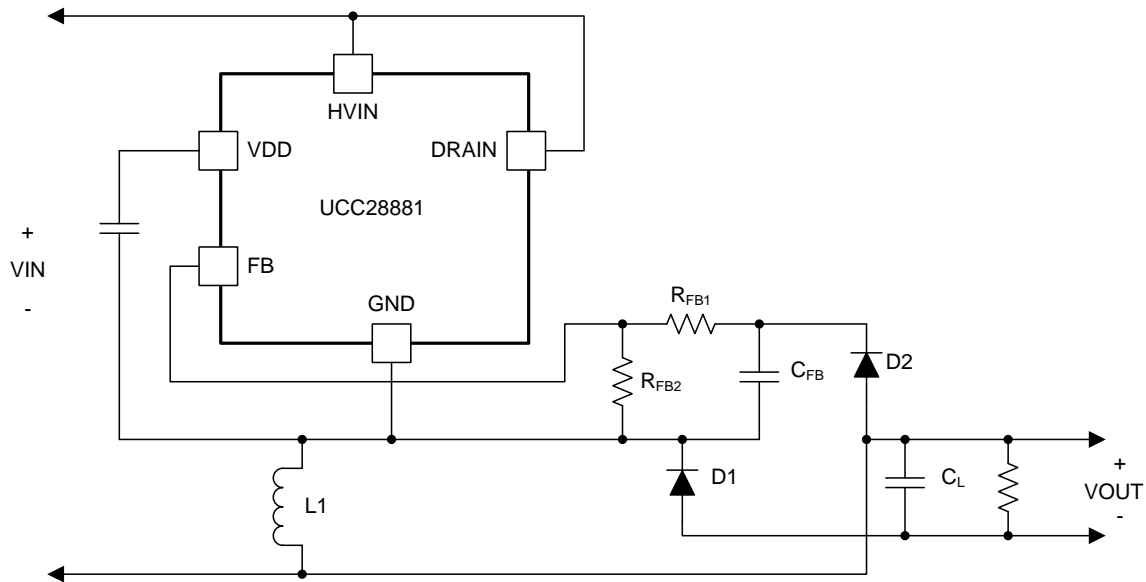 HVIN
VDD
DRAIN
UCC28881
+
VIN
-
FB
GND
RFB1
RFB2
CFB
D2
D1
CL
+
VOUT
-
L1